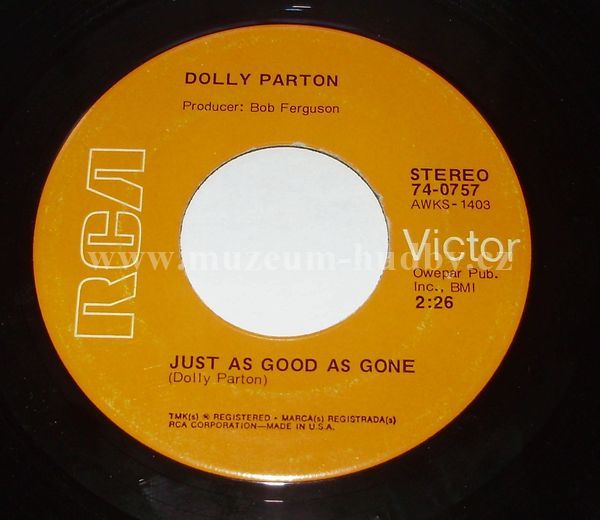 DOLLY PARTON
Producer: Bob Ferguson
RCA
STEREO
74-0757
AWKS-1403
Victor
www.muzeum-hudby.cz
Owepar Pub.
Inc., BMI
2:26
JUST AS GOOD AS GONE
(Dolly Parton)
TMK(s) ® REGISTERED • MARCA(s) REGISTRADA(s)
RCA CORPORATION—MADE IN U.S.A.